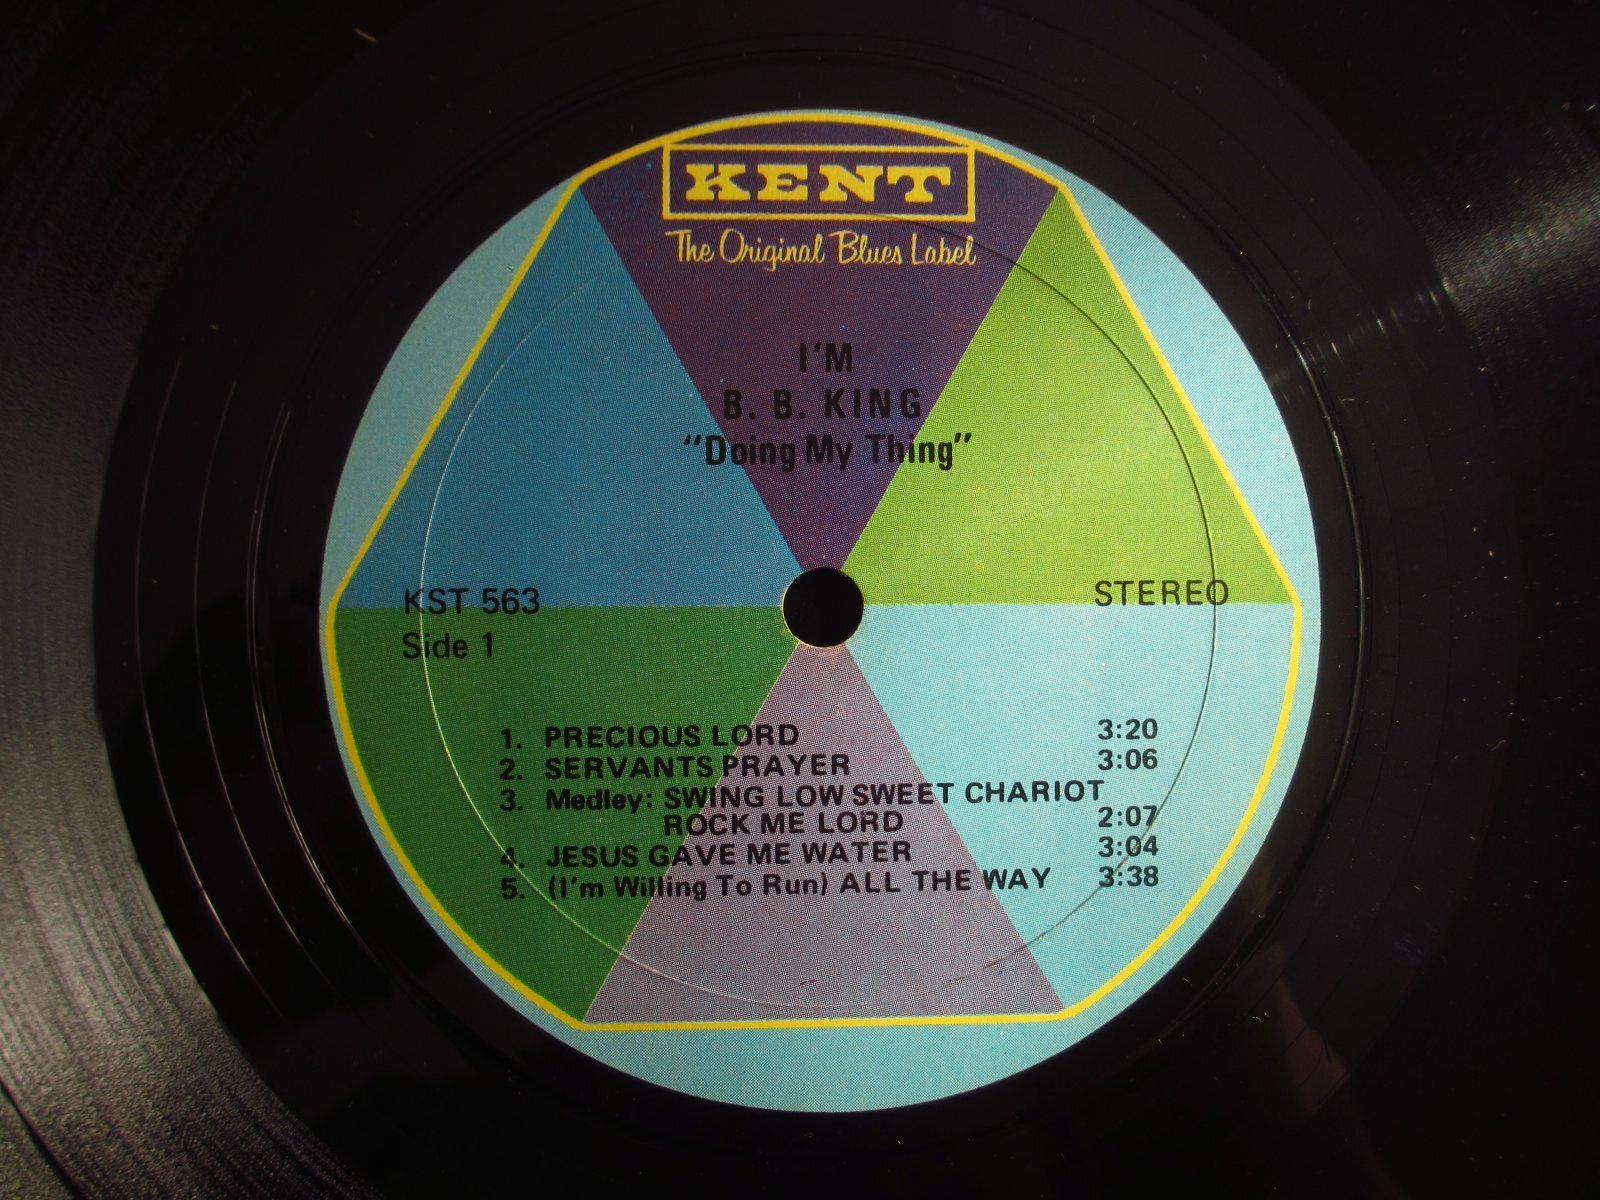 KENT
The Original Blues Label
I'M
B. B. KING
"Doing My Thing"
KST 563
STEREO
Side 1
1. PRECIOUS LORD 3:20
2. SERVANTS PRAYER 3:06
3. Medley: SWING LOW SWEET CHARIOT
ROCK ME LORD 2:07
4. JESUS GAVE ME WATER 3:04
5. (I'm Willing To Run) ALL THE WAY 3:38